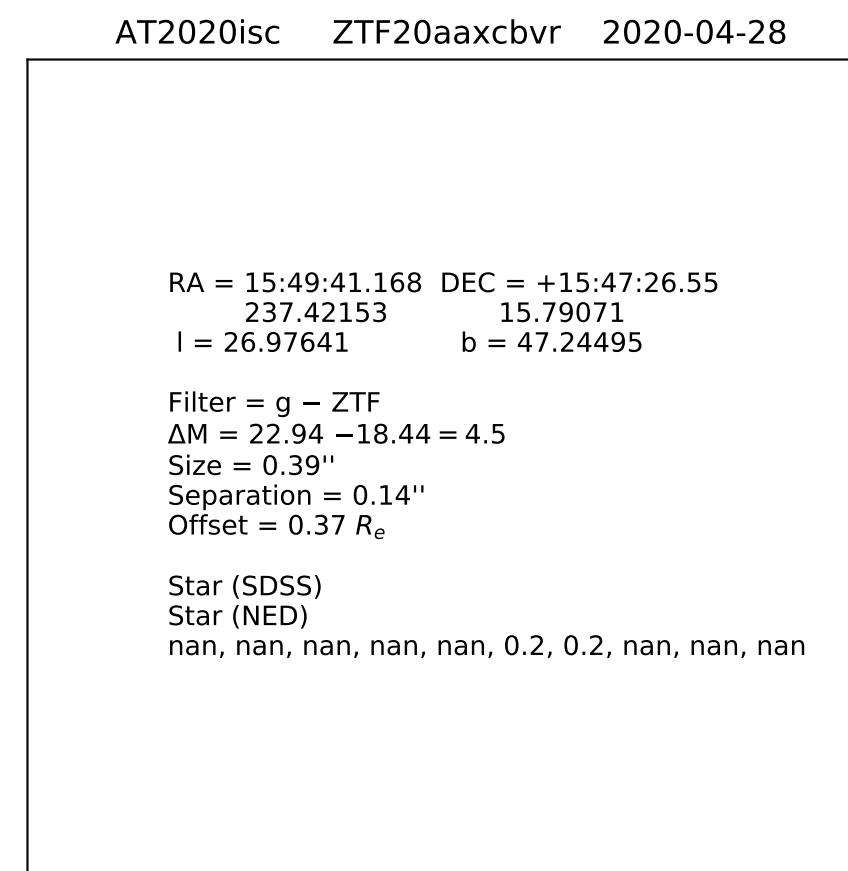 AT2020isc ZTF20aaxcbvr 2020-04-28
RA = 15:49:41.168 DEC = +15:47:26.55
237.42153 15.79071
l = 26.97641 b = 47.24495
Filter = g − ZTF
ΔM = 22.94 −18.44 = 4.5
Size = 0.39''
Separation = 0.14''
Offset = 0.37 Re
Star (SDSS)
Star (NED)
nan, nan, nan, nan, nan, 0.2, 0.2, nan, nan, nan